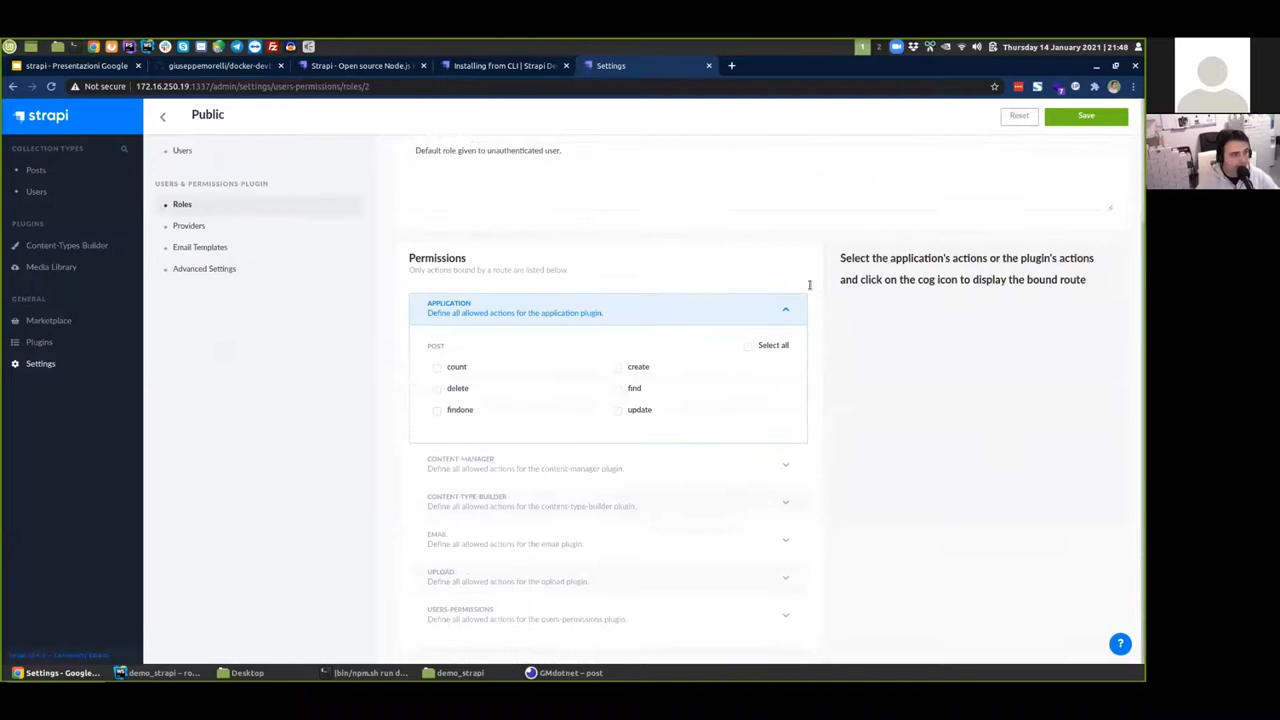 Thursday 14 January 2021 21:48
strapi - Presentazioni Google
giuseppemorelli/docker-devb
Strapi - Open source Node.js
Installing from CLI | Strapi De
Settings
Not secure
172.16.250.19:1337/admin/settings/users-permissions/roles/2
strapi
Public
Reset
Save
COLLECTION TYPES
Posts
Users
PLUGINS
Content-Types Builder
Media Library
GENERAL
Marketplace
Plugins
Settings
Users
USERS & PERMISSIONS PLUGIN
Roles
Providers
Email Templates
Advanced Settings
Default role given to unauthenticated user.
Permissions
Only actions bound by a route are listed below.
APPLICATION
Define all allowed actions for the application plugin.
POST
Select all
count
create
delete
find
findone
update
CONTENT-MANAGER
Define all allowed actions for the content-manager plugin.
CONTENT-TYPE-BUILDER
Define all allowed actions for the content-type-builder plugin.
EMAIL
Define all allowed actions for the email plugin.
UPLOAD
Define all allowed actions for the upload plugin.
USERS-PERMISSIONS
Define all allowed actions for the users-permissions plugin.
Select the application's actions or the plugin's actions
and click on the cog icon to display the bound route
?
Settings - Google...
demo_strapi – ro...
Desktop
[bin/npm.sh run d...
demo_strapi
GMdotnet – post